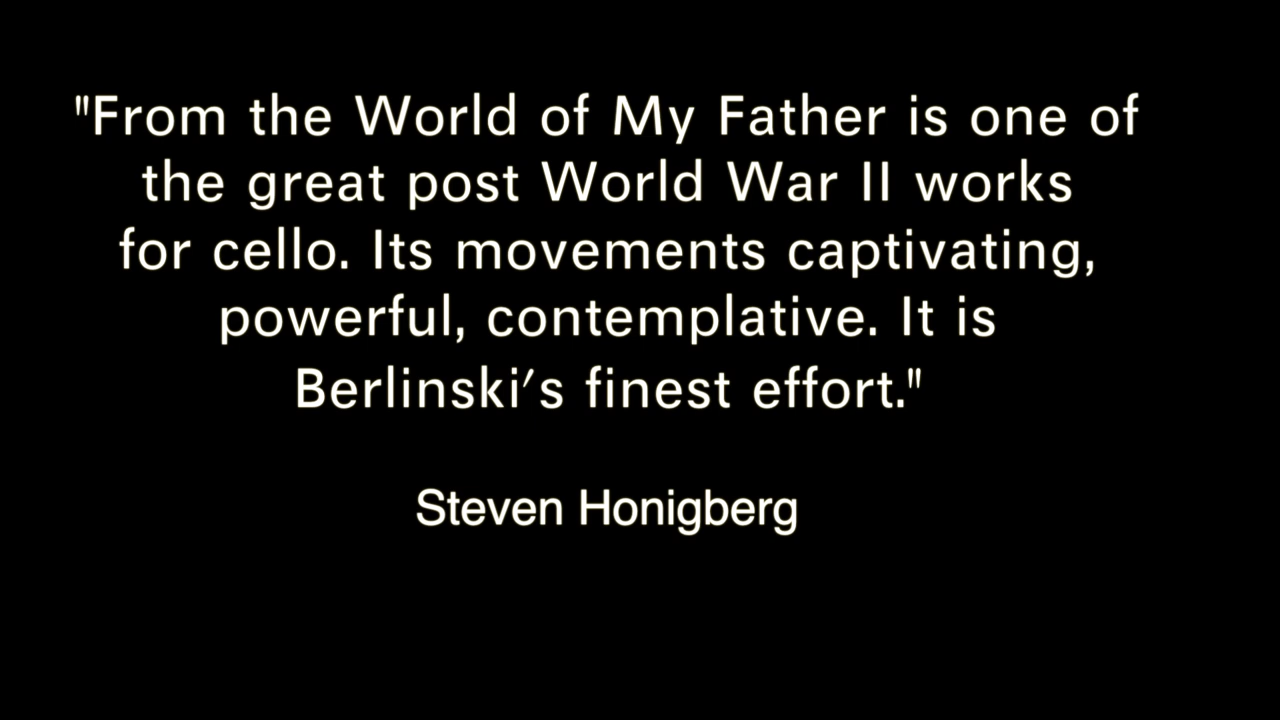 "From the World of My Father is one of
the great post World War II works
for cello. Its movements captivating,
powerful, contemplative. It is
Berlinski's finest effort."
Steven Honigberg